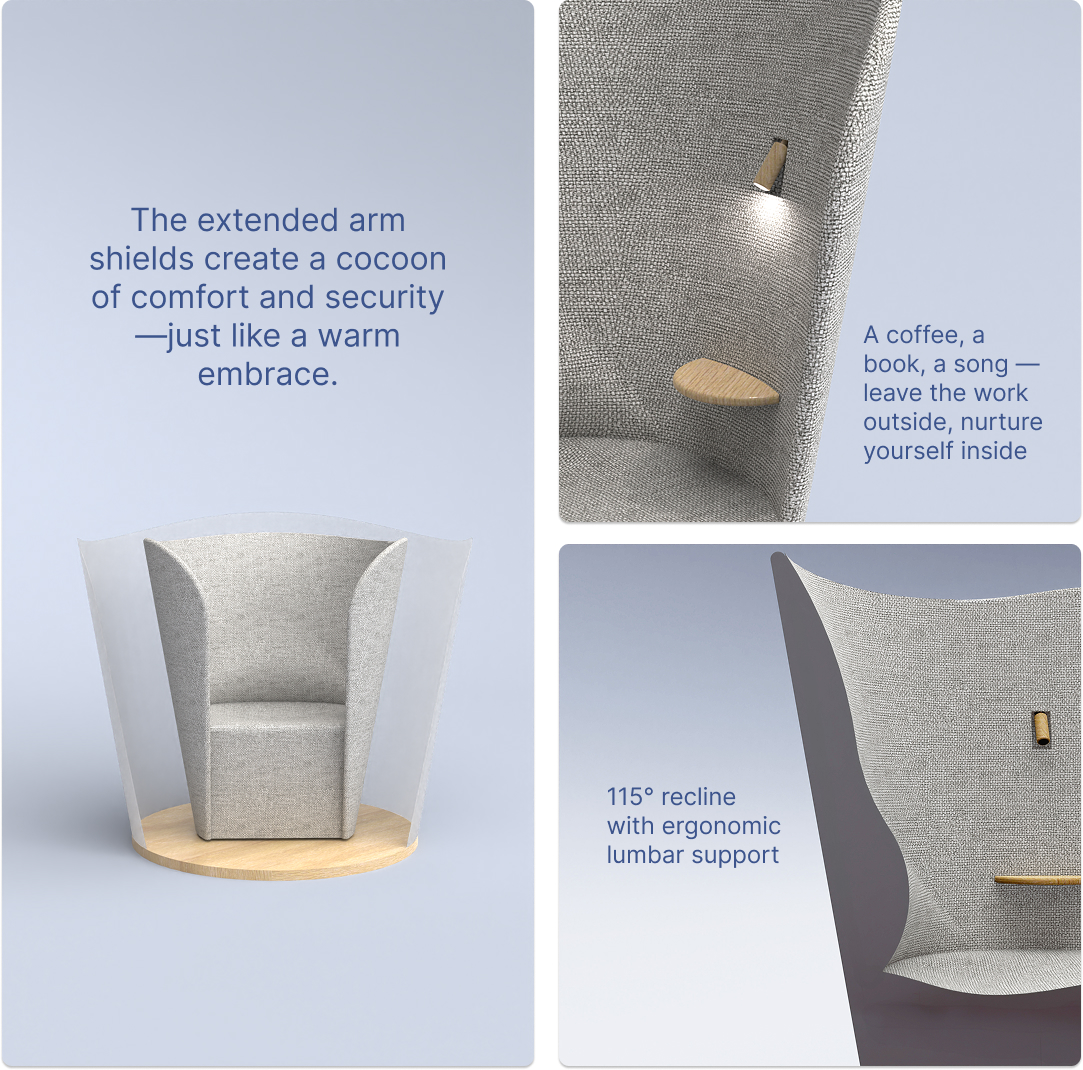 The extended arm
shields create a cocoon
of comfort and security
—just like a warm
embrace.
A coffee, a
book, a song —
leave the work
outside, nurture
yourself inside
115° recline
with ergonomic
lumbar support